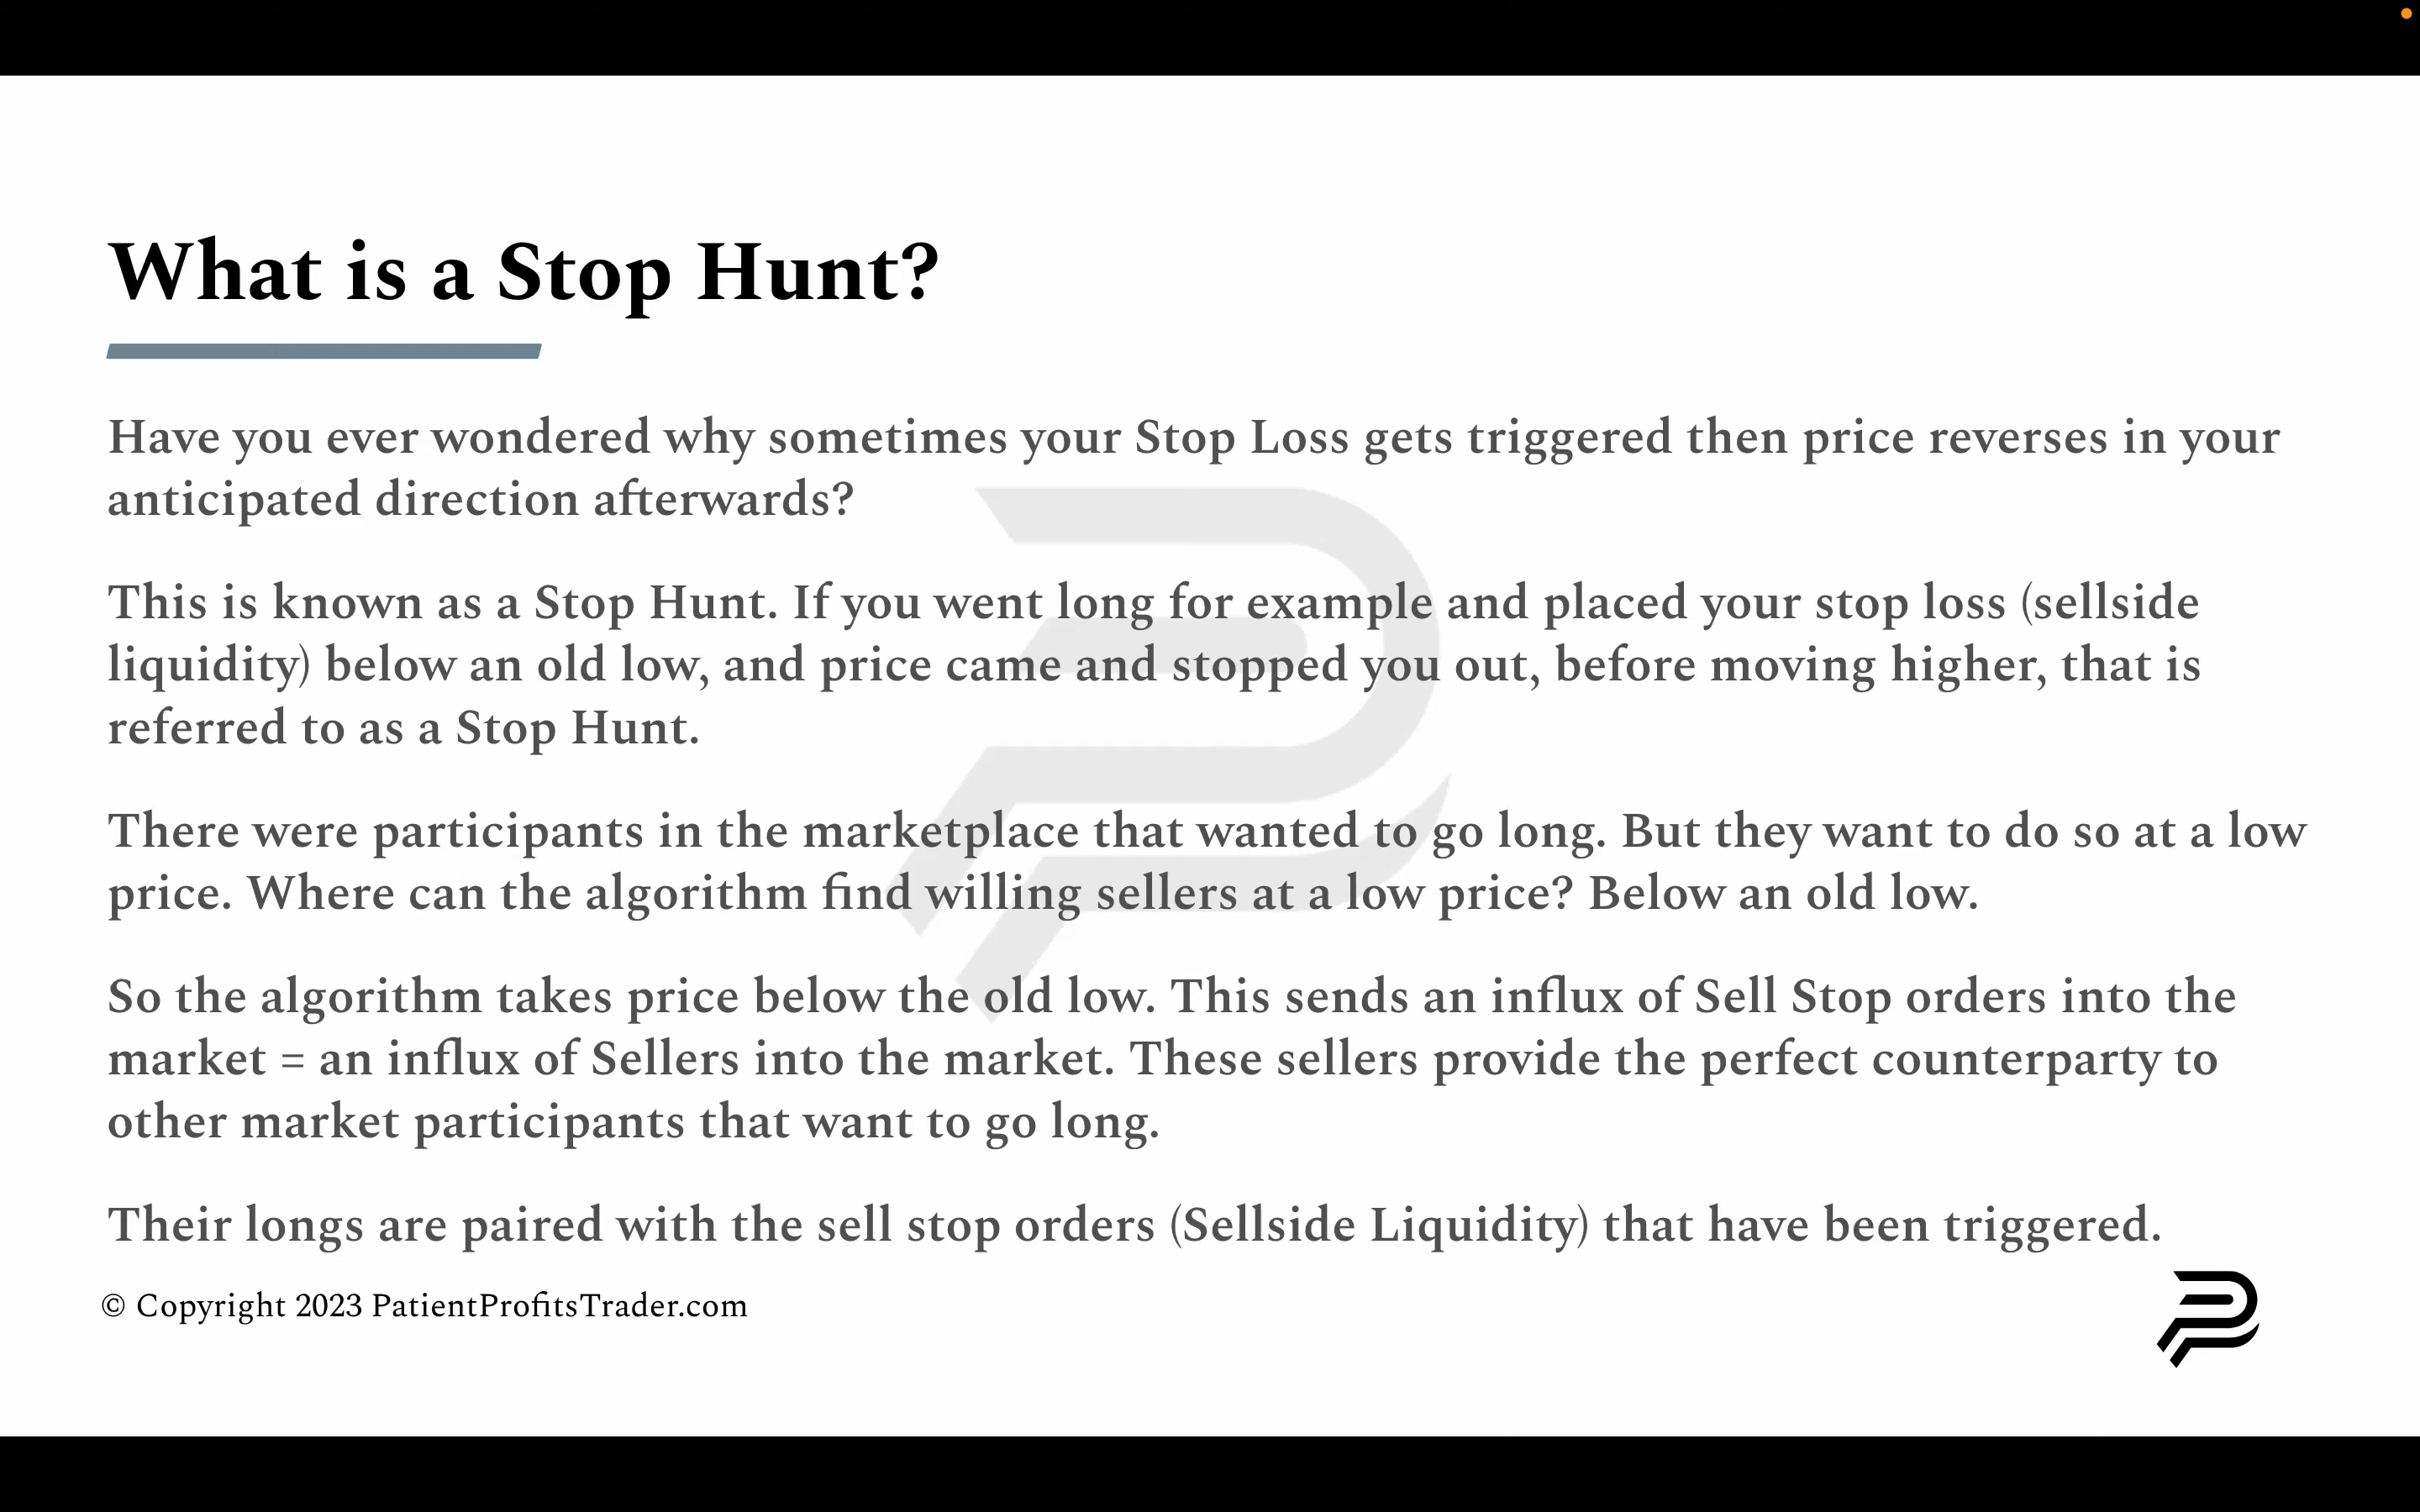 What is a Stop Hunt?
Have you ever wondered why sometimes your Stop Loss gets triggered then price reverses in your
anticipated direction afterwards?
This is known as a Stop Hunt. If you went long for example and placed your stop loss (sellside
liquidity) below an old low, and price came and stopped you out, before moving higher, that is
referred to as a Stop Hunt.
There were participants in the marketplace that wanted to go long. But they want to do so at a low
price. Where can the algorithm find willing sellers at a low price? Below an old low.
So the algorithm takes price below the old low. This sends an influx of Sell Stop orders into the
market = an influx of Sellers into the market. These sellers provide the perfect counterparty to
other market participants that want to go long.
Their longs are paired with the sell stop orders (Sellside Liquidity) that have been triggered.
© Copyright 2023 PatientProfitsTrader.com